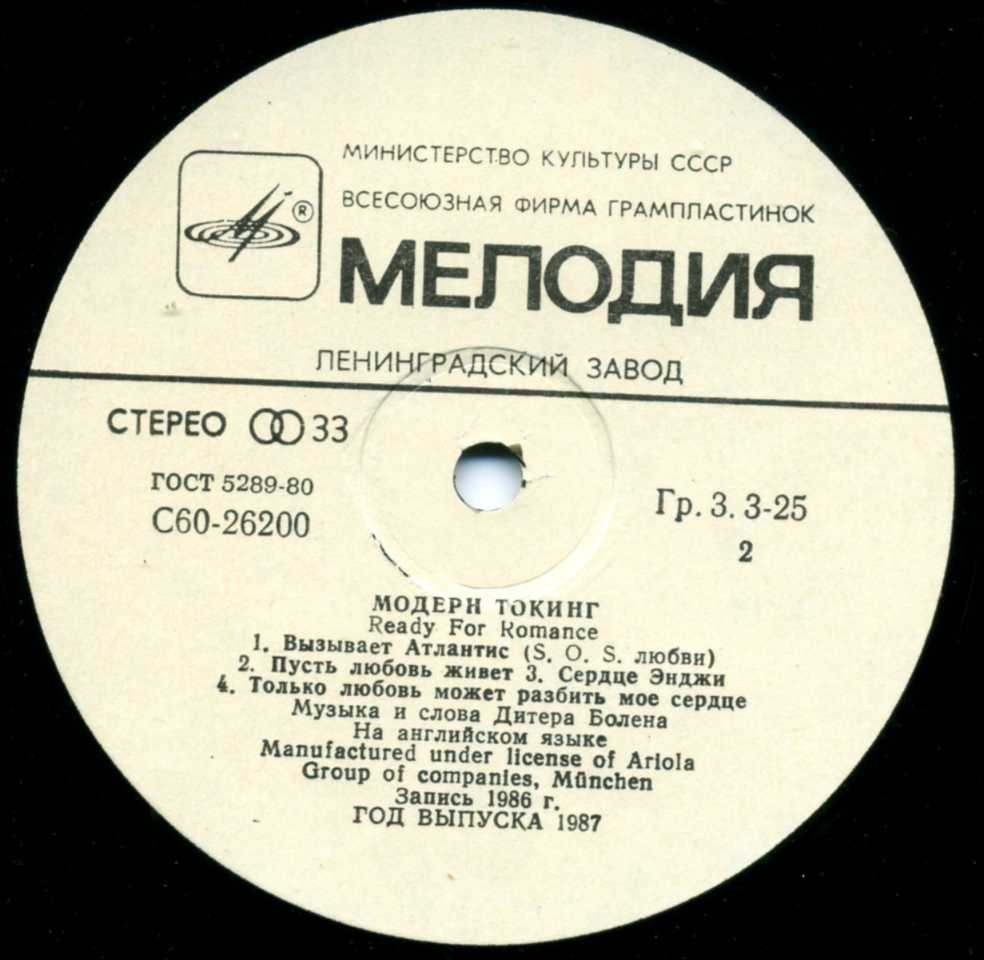 МИНИСТЕРСТВО КУЛЬТУРЫ СССР
ВСЕСОЮЗНАЯ ФИРМА ГРАМПЛАСТИНОК
®
МЕЛОДИЯ
ЛЕНИНГРАДСКИЙ ЗАВОД
СТЕРЕО 33
ГОСТ 5289-80
С60-26200
Гр. 3. 3-25
2
МОДЕРН ТОКИНГ
Ready For Romance
1. Вызывает Атлантис (S. O. S. любви)
2. Пусть любовь живет 3. Сердце Энджи
4. Только любовь может разбить мое сердце
Музыка и слова Дитера Болена
На английском языке
Manufactured under license of Ariola
Group of companies, München
Запись 1986 г.
ГОД ВЫПУСКА 1987